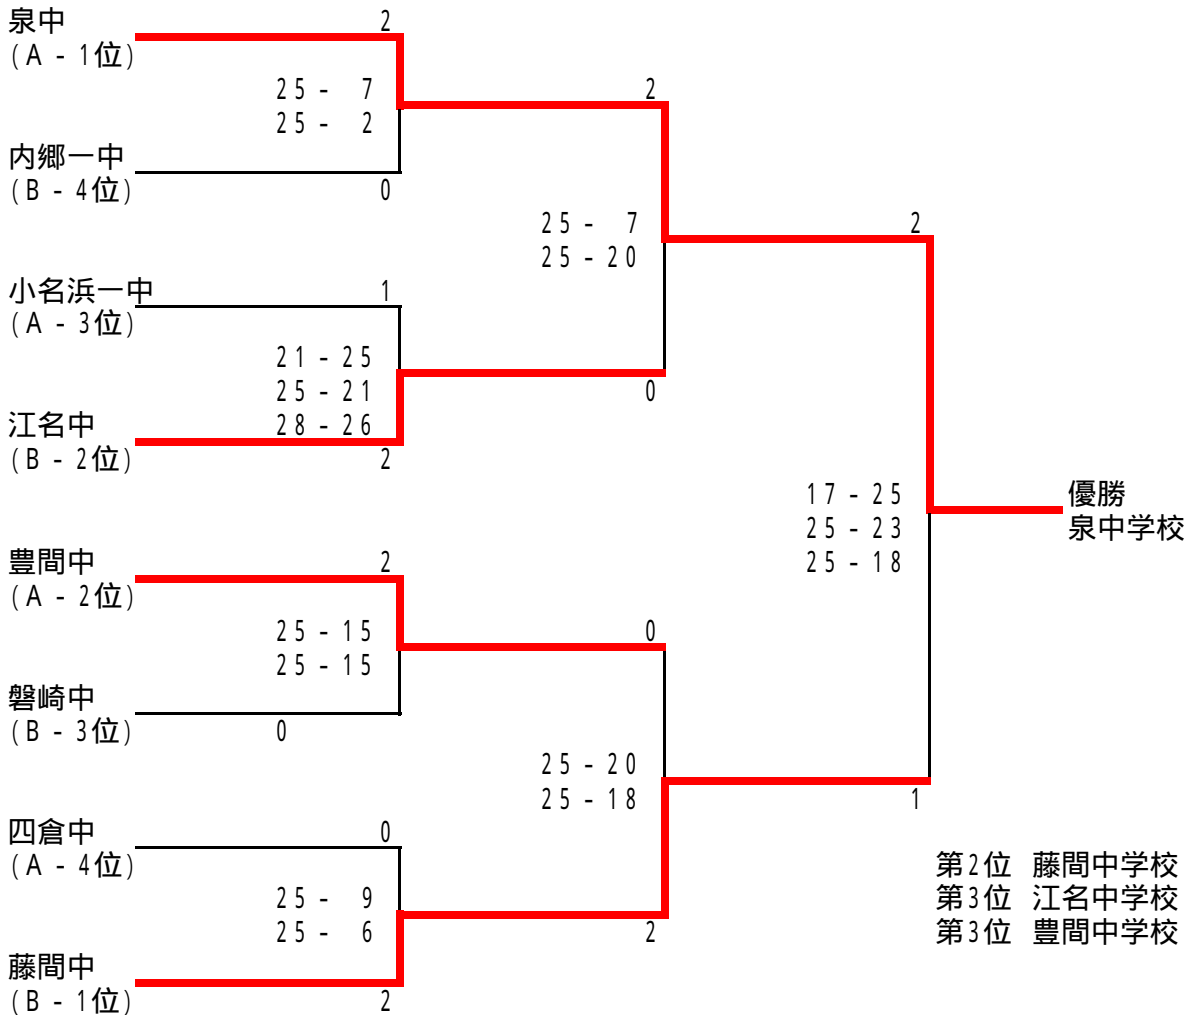 泉中
(A - 1位)
2
25 - 7
25 - 2
内郷一中
(B - 4位)
0
2
25 - 7
25 - 20
2
小名浜一中
(A - 3位)
1
21 - 25
25 - 21
28 - 26
江名中
(B - 2位)
2
0
17 - 25
25 - 23
25 - 18
優勝
泉中学校
豊間中
(A - 2位)
2
25 - 15
25 - 15
磐崎中
(B - 3位)
0
0
25 - 20
25 - 18
1
四倉中
(A - 4位)
0
25 - 9
25 - 6
藤間中
(B - 1位)
2
2
第2位 藤間中学校
第3位 江名中学校
第3位 豊間中学校